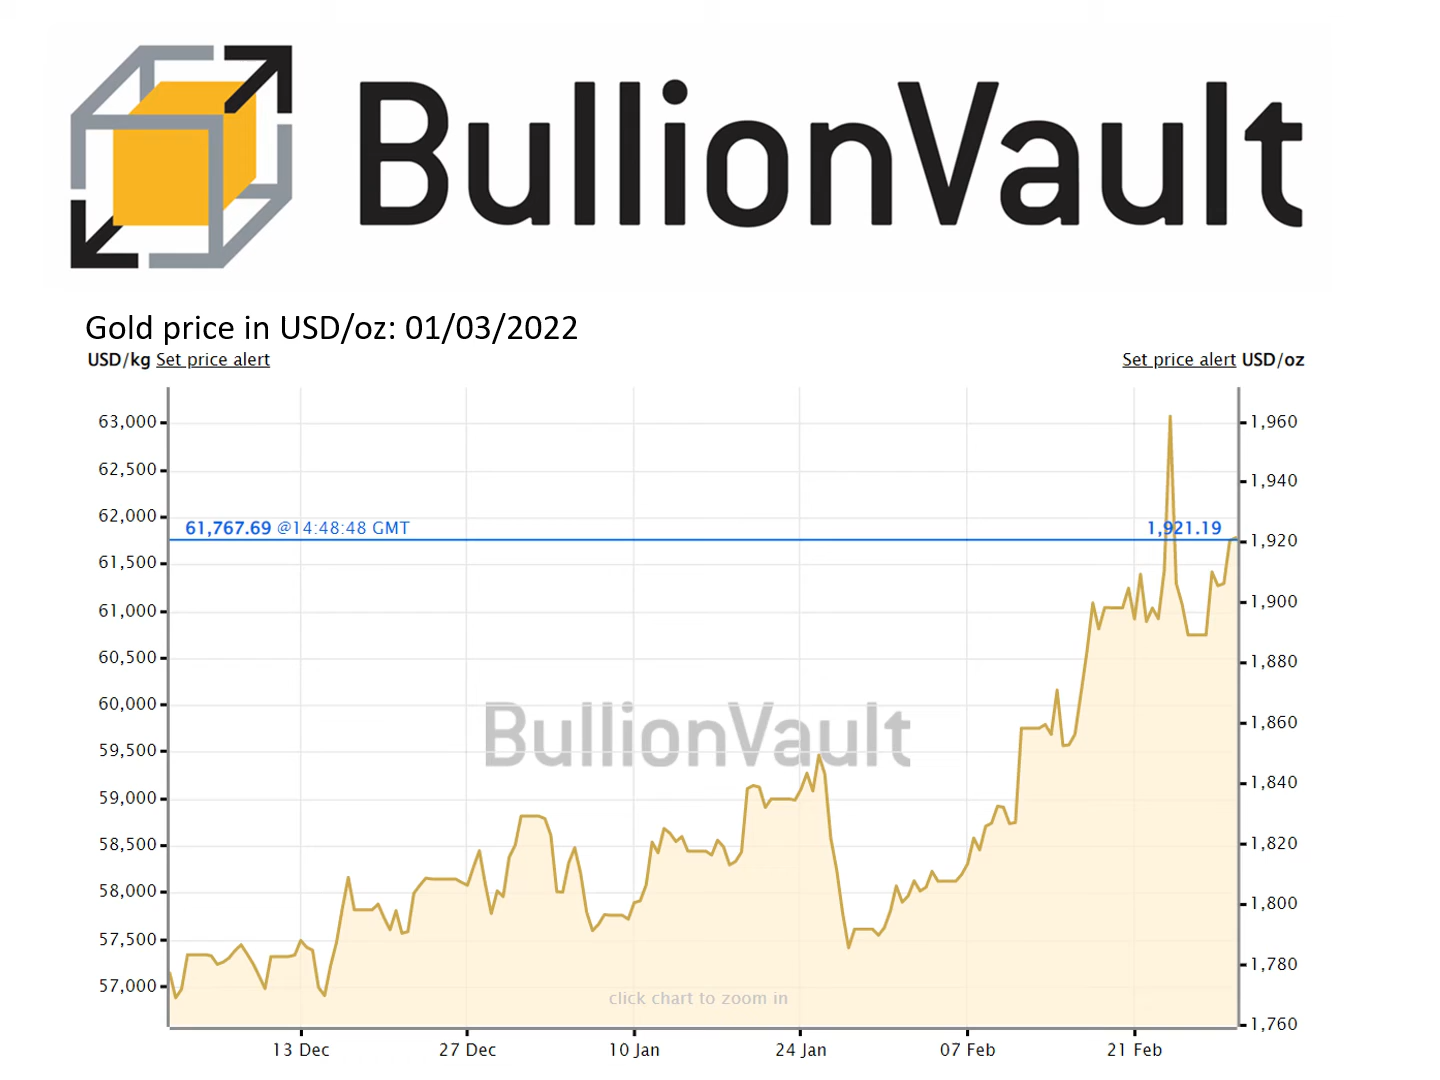 BullionVault
Gold price in USD/oz: 01/03/2022
USD/kg Set price alert
Set price alert USD/oz
63,000
62,500
62,000
61,500
61,000
60,500
60,000
59,500
59,000
58,500
58,000
57,500
57,000
61,767.69 @14:48:48 GMT
1,921.19
BullionVault
click chart to zoom in
1,960
1,940
1,920
1,900
1,880
1,860
1,840
1,820
1,800
1,780
1,760
13 Dec
27 Dec
10 Jan
24 Jan
07 Feb
21 Feb